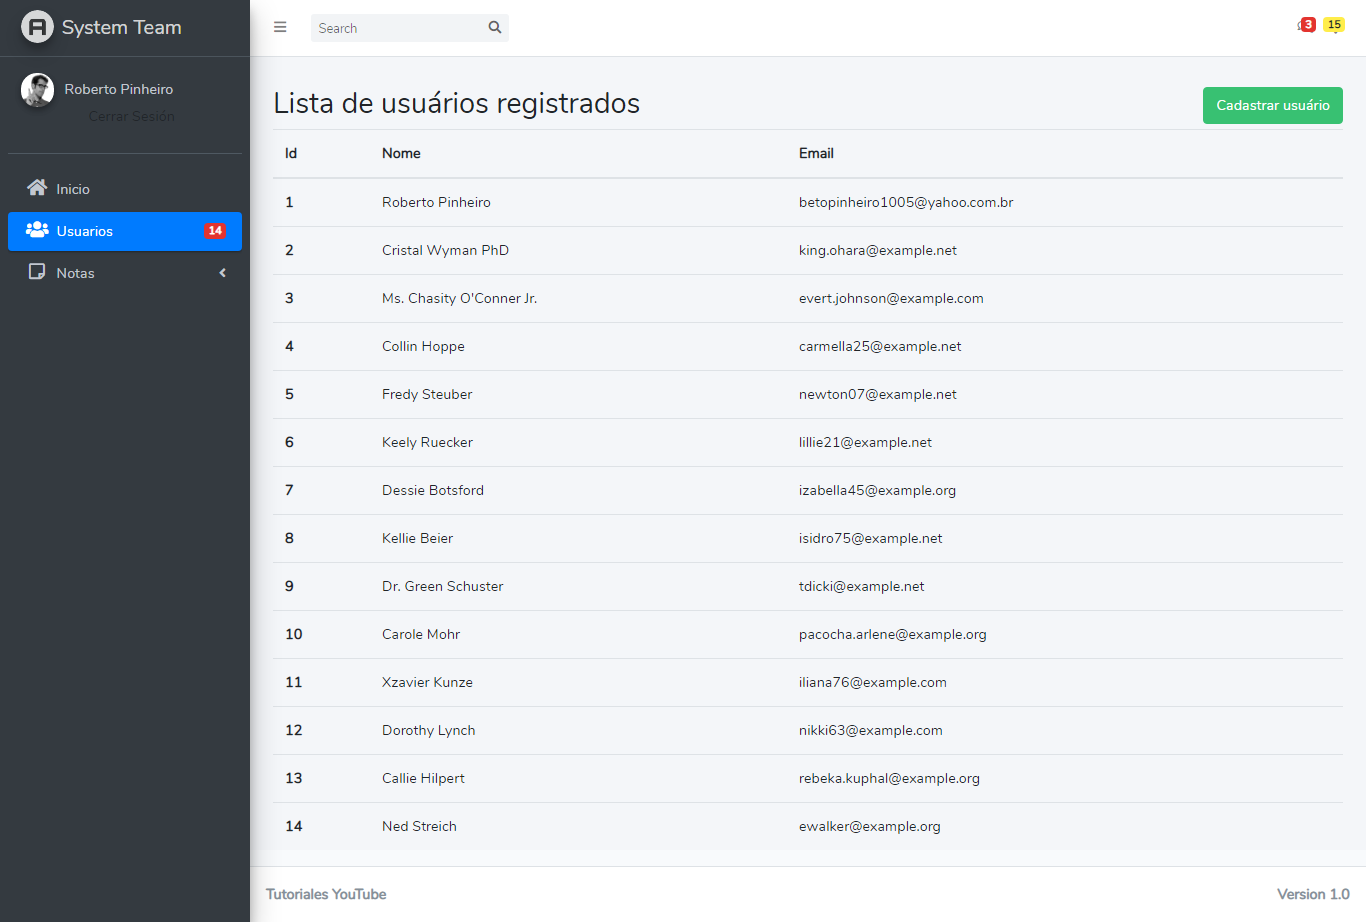 System Team
Roberto Pinheiro
Cerrar Sesión
Inicio
Usuarios 14
Notas
Search
3 15
Lista de usuários registrados
Cadastrar usuário
Id Nome Email
1 Roberto Pinheiro betopinheiro1005@yahoo.com.br
2 Cristal Wyman PhD king.ohara@example.net
3 Ms. Chasity O'Conner Jr. evert.johnson@example.com
4 Collin Hoppe carmella25@example.net
5 Fredy Steuber newton07@example.net
6 Keely Ruecker lillie21@example.net
7 Dessie Botsford izabella45@example.org
8 Kellie Beier isidro75@example.net
9 Dr. Green Schuster tdicki@example.net
10 Carole Mohr pacocha.arlene@example.org
11 Xzavier Kunze iliana76@example.com
12 Dorothy Lynch nikki63@example.com
13 Callie Hilpert rebeka.kuphal@example.org
14 Ned Streich ewalker@example.org
Tutoriales YouTube
Version 1.0